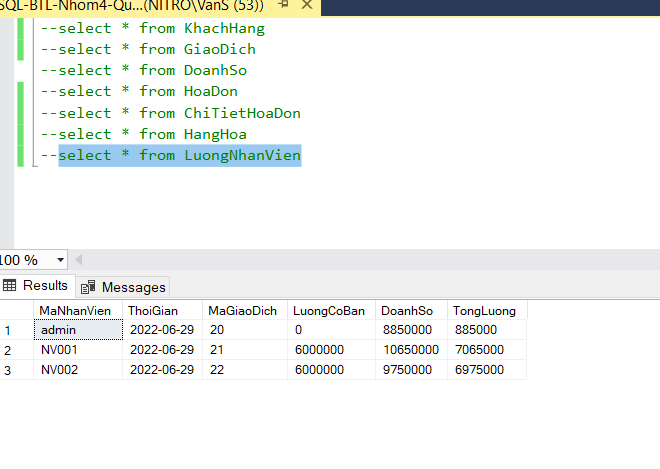 SQL-BTL-Nhom4-Qu...(NITRO\VanS (53))
--select * from KhachHang
--select * from GiaoDich
--select * from DoanhSo
--select * from HoaDon
--select * from ChiTietHoaDon
--select * from HangHoa
--select * from LuongNhanVien
100 %
Results Messages
MaNhanVien ThoiGian MaGiaoDich LuongCoBan DoanhSo TongLuong
1 admin 2022-06-29 20 0 8850000 885000
2 NV001 2022-06-29 21 6000000 10650000 7065000
3 NV002 2022-06-29 22 6000000 9750000 6975000